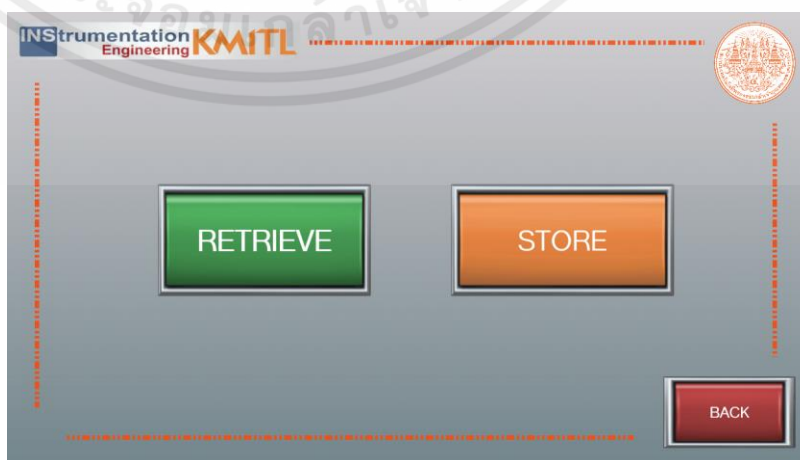 INStrumentation
Engineering KMITL
RETRIEVE
STORE
BACK